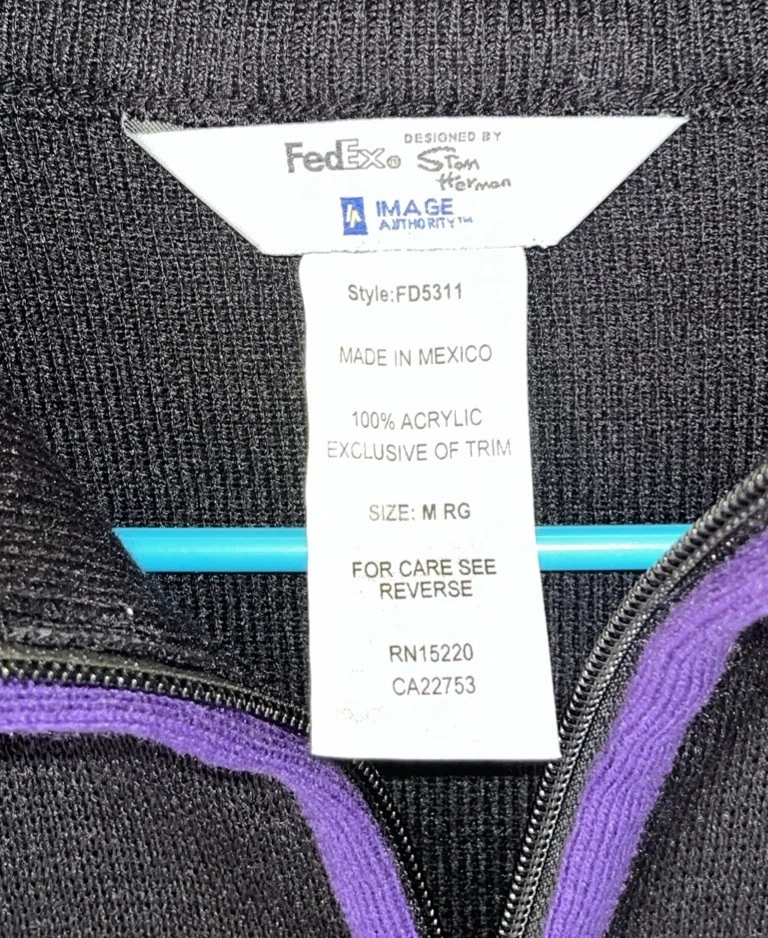 DESIGNED BY
FedEx® Stan
Herman
IMAGE
AUTHORITY™
Style:FD5311
MADE IN MEXICO
100% ACRYLIC
EXCLUSIVE OF TRIM
SIZE: M RG
FOR CARE SEE
REVERSE
RN15220
CA22753